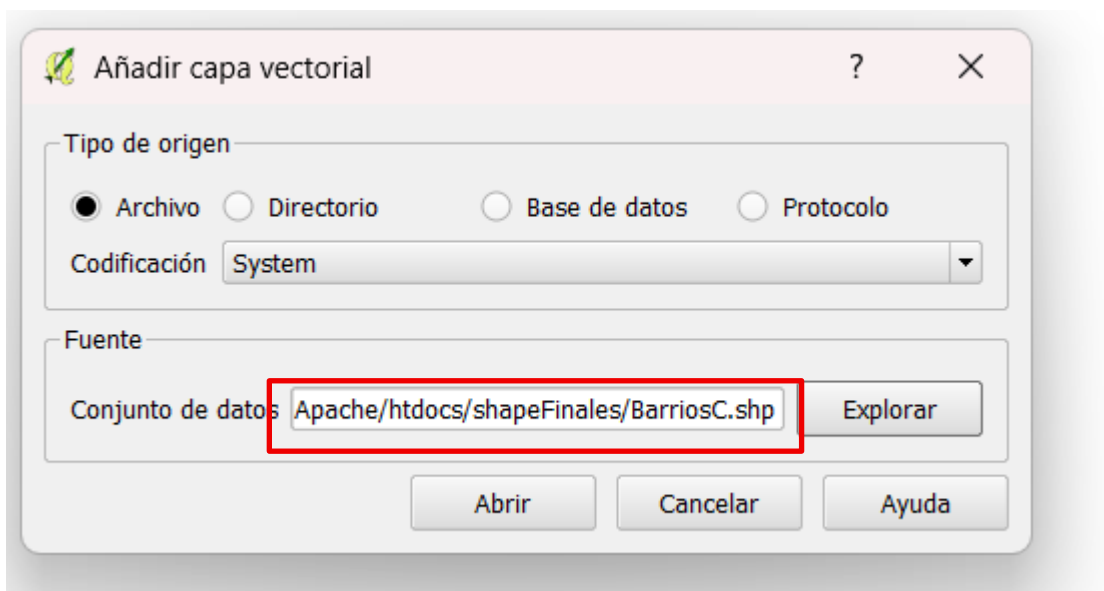 Añadir capa vectorial ? X
Tipo de origen
Archivo Directorio Base de datos Protocolo
Codificación System
Fuente
Conjunto de datos Apache/htdocs/shapeFinales/BarriosC.shp Explorar
Abrir Cancelar Ayuda